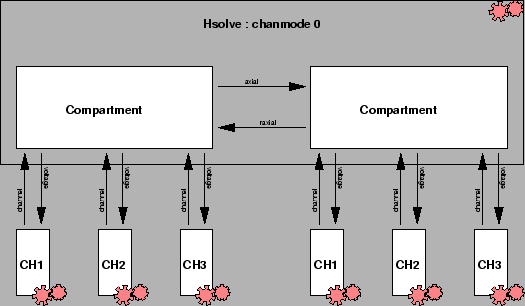 Hsolve : chanmode 0
axial
Compartment
Compartment
raxial
channel
voltage
channel
voltage
channel
voltage
channel
voltage
channel
voltage
channel
voltage
CH1
CH2
CH3
CH1
CH2
CH3